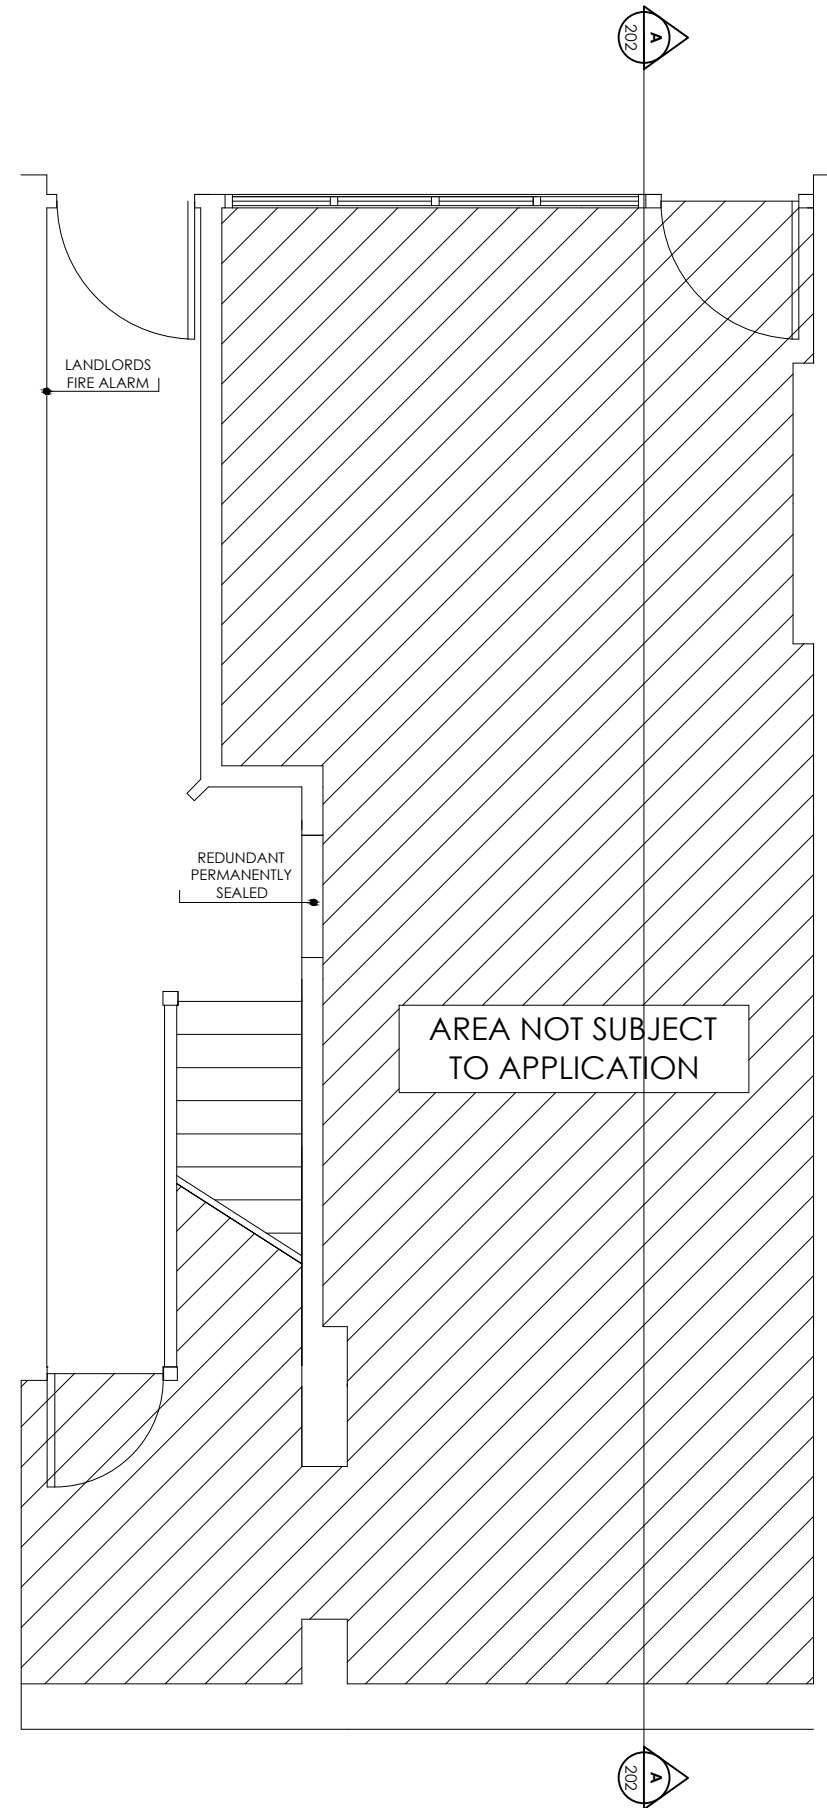 A
202
LANDLORDS
FIRE ALARM
REDUNDANT
PERMANENTLY
SEALED
AREA NOT SUBJECT
TO APPLICATION
A
202